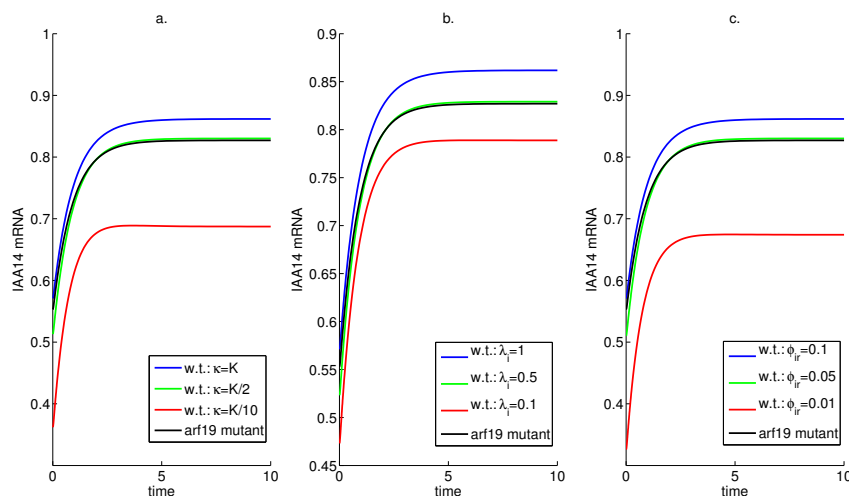 a.
IAA14 mRNA
1
0.9
0.8
0.7
0.6
0.5
0.4
0
5
10
time
w.t.: κ=K
w.t.: κ=K/2
w.t.: κ=K/10
arf19 mutant
b.
IAA14 mRNA
0.9
0.85
0.8
0.75
0.7
0.65
0.6
0.55
0.5
0.45
0
5
10
time
w.t.: λi=1
w.t.: λi=0.5
w.t.: λi=0.1
arf19 mutant
c.
IAA14 mRNA
1
0.9
0.8
0.7
0.6
0.5
0.4
0
5
10
time
w.t.: ϕir=0.1
w.t.: ϕir=0.05
w.t.: ϕir=0.01
arf19 mutant